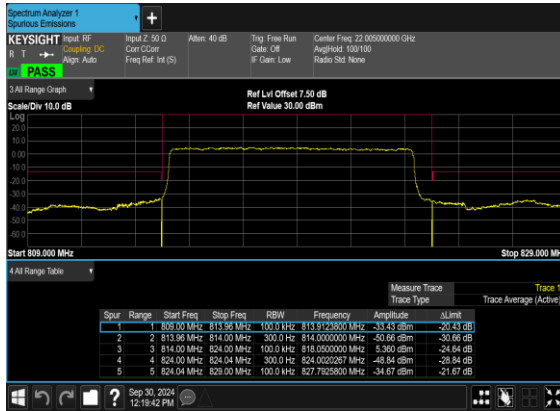 Spectrum Analyzer 1
Spurious Emissions
KEYSIGHT Input: RF Input Z: 50 Ω Atten: 40 dB Trig: Free Run Center Freq: 22.005000000 GHz
R T Coupling: DC Corr CCorr Gate: Off Avg|Hold: 100/100
Align: Auto Freq Ref: Int (S) IF Gain: Low Radio Std: None
PASS
3 All Range Graph
Scale/Div 10.0 dB Ref Lvl Offset 7.50 dB
Ref Value 30.00 dBm
Log
20.0
10.0
0.00
-10.0
-20.0
-30.0
-40.0
-50.0
-60.0
Start 809.000 MHz Stop 829.000 MH
4 All Range Table
Measure Trace Trace 1
Trace Type Trace Average (Active)
Spur Range Start Freq Stop Freq RBW Frequency Amplitude ΔLimit
1 1 809.00 MHz 813.96 MHz 100.0 kHz 813.9123800 MHz -33.43 dBm -20.43 dB
2 2 813.96 MHz 814.00 MHz 300.0 Hz 814.0000000 MHz -50.66 dBm -30.66 dB
3 3 814.00 MHz 824.00 MHz 100.0 kHz 818.0500000 MHz 5.360 dBm -24.64 dB
4 4 824.00 MHz 824.04 MHz 300.0 Hz 824.0020267 MHz -48.84 dBm -28.84 dB
5 5 824.04 MHz 829.00 MHz 100.0 kHz 827.7925800 MHz -34.67 dBm -21.67 dB
Sep 30, 2024
12:19:42 PM